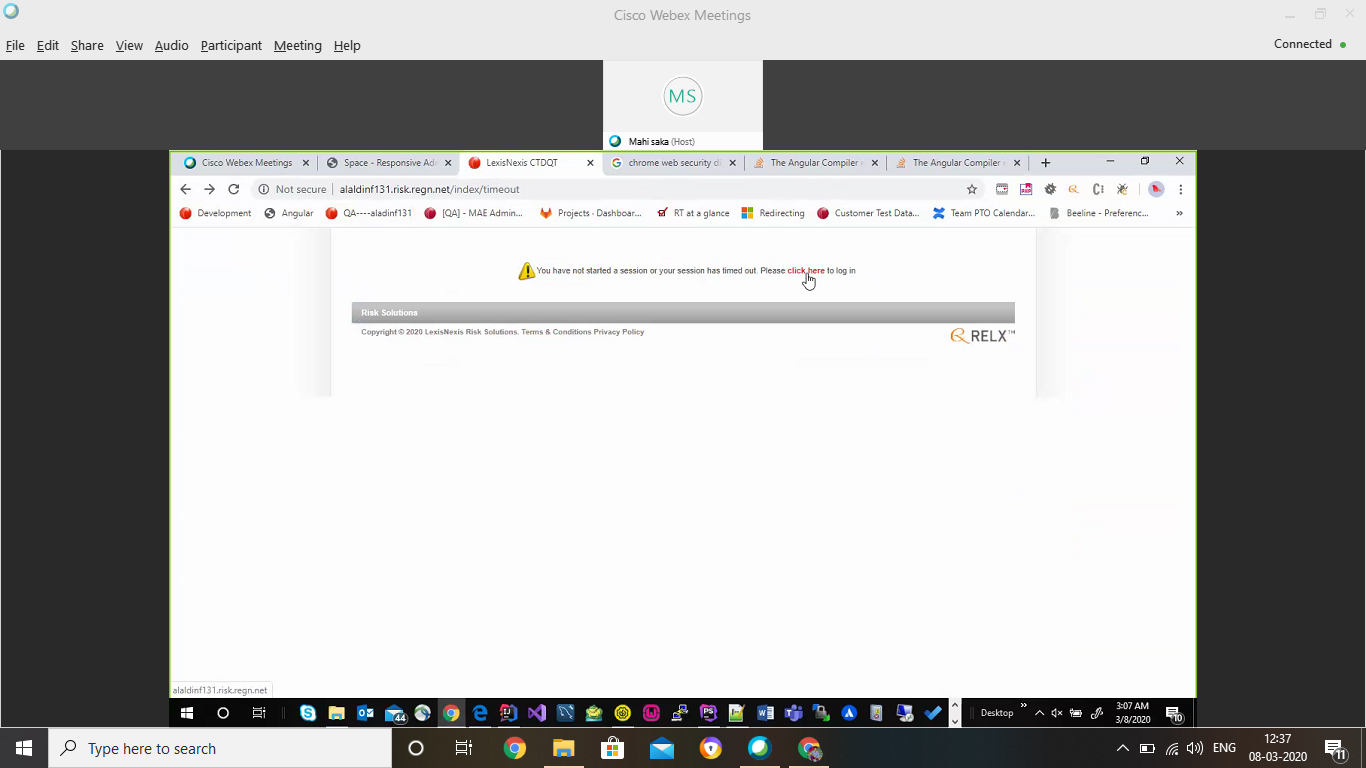 Cisco Webex Meetings
File Edit Share View Audio Participant Meeting Help
Connected
MS
Mahi saka (Host)
Cisco Webex Meetings
Space - Responsive Ad
LexisNexis CTDQT
chrome web security di
The Angular Compiler
The Angular Compiler
Not secure
alaldinf131.risk.regn.net/index/timeout
Development
Angular
QA----aladinf131
[QA] - MAE Admin...
Projects · Dashboar...
RT at a glance
Redirecting
Customer Test Data...
Team PTO Calendar...
Beeline - Preferenc...
»
You have not started a session or your session has timed out. Please click here to log in
Risk Solutions
Copyright © 2020 LexisNexis Risk Solutions. Terms & Conditions Privacy Policy
RELX™
alaldinf131.risk.regn.net
44
PS
Desktop
»
3:07 AM
3/8/2020
10
Type here to search
ENG
12:37
08-03-2020
11